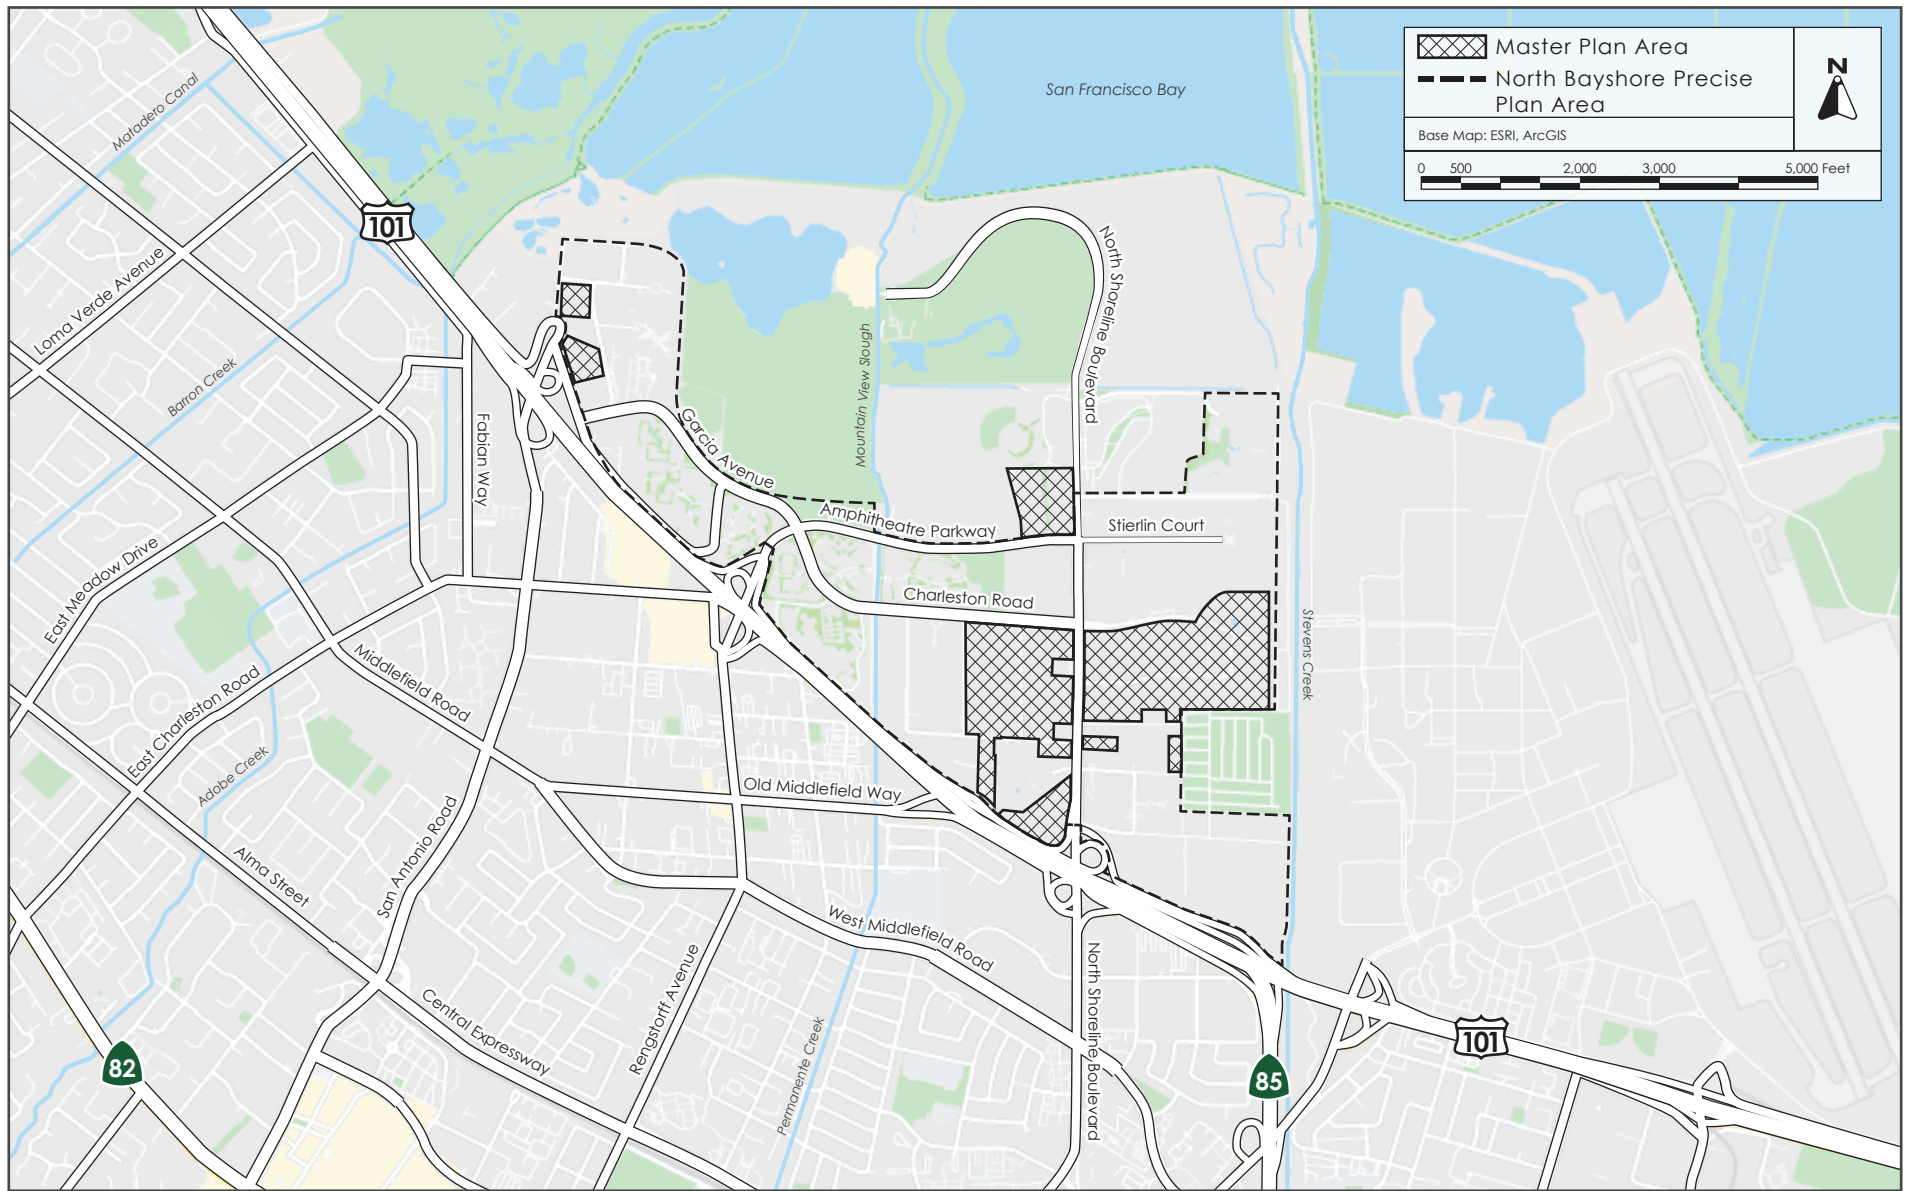 Master Plan Area
North Bayshore Precise
Plan Area
N
Base Map: ESRI, ArcGIS
0 500 2,000 3,000 5,000 Feet
San Francisco Bay
Matadero Canal
101
Loma Verde Avenue
North Shoreline Boulevard
Mountain View Slough
Barron Creek
Fabian Way
Garcia Avenue
Amphitheatre Parkway
Stierlin Court
East Meadow Drive
Charleston Road
Stevens Creek
Middlefield Road
East Charleston Road
Adobe Creek
Old Middlefield Way
San Antonio Road
Alma Street
West Middlefield Road
North Shoreline Boulevard
Rengstorff Avenue
Central Expressway
Permanente Creek
82
85
101